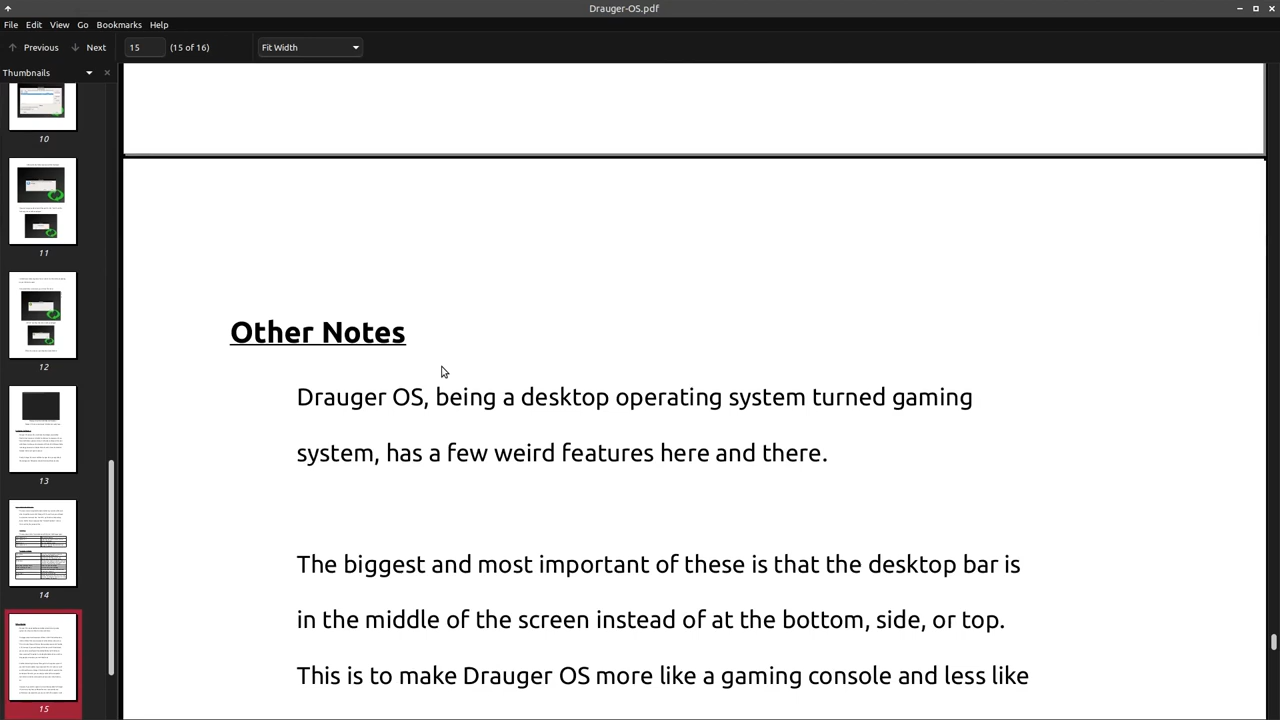 Drauger-OS.pdf
File Edit View Go Bookmarks Help
Previous Next 15 (15 of 16) Fit Width
Thumbnails
10
11
12
13
14
15
Other Notes
Drauger OS, being a desktop operating system turned gaming
system, has a few weird features here and there.
The biggest and most important of these is that the desktop bar is
in the middle of the screen instead of at the bottom, side, or top.
This is to make Drauger OS more like a gaming console and less like